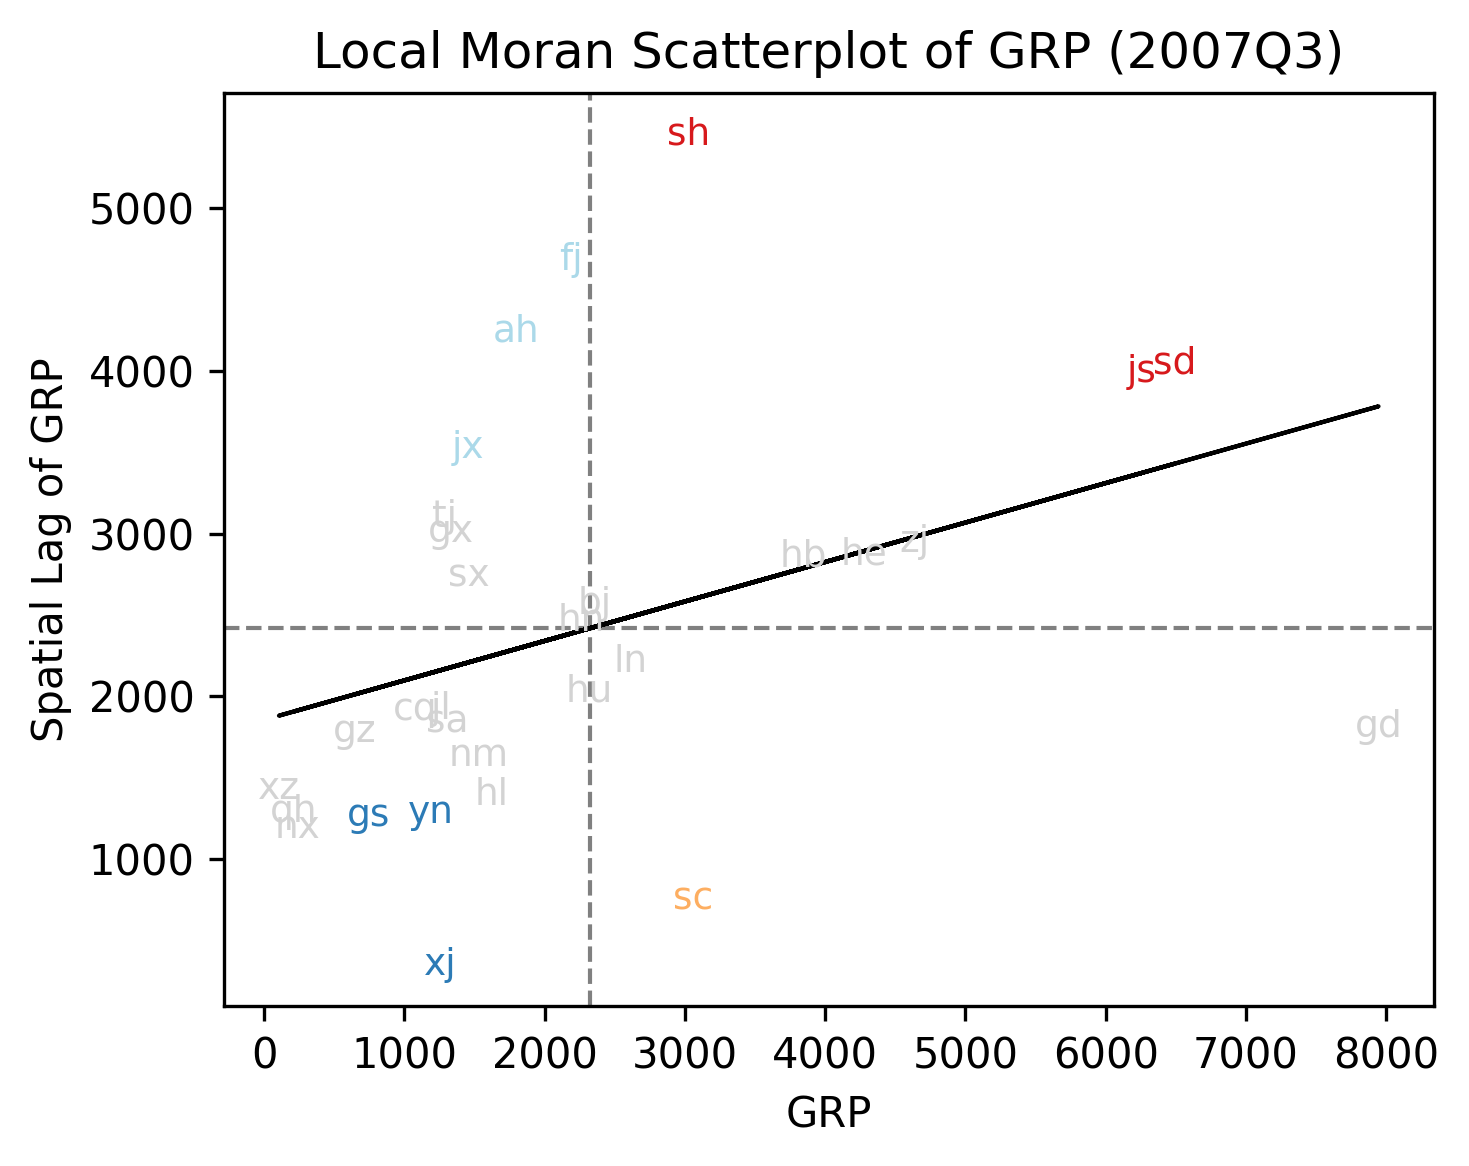 Local Moran Scatterplot of GRP (2007Q3)
sh
5000
fj
ah
4000
js
sd
jx
tj
gx
3000
zj
hb
he
sx
bj
hn
ln
hu
2000
cq
jl
sa
gz
gd
nm
xz
hl
qh
nx
gs
yn
1000
sc
xj
0 1000 2000 3000 4000 5000 6000 7000 8000
GRP
Spatial Lag of GRP